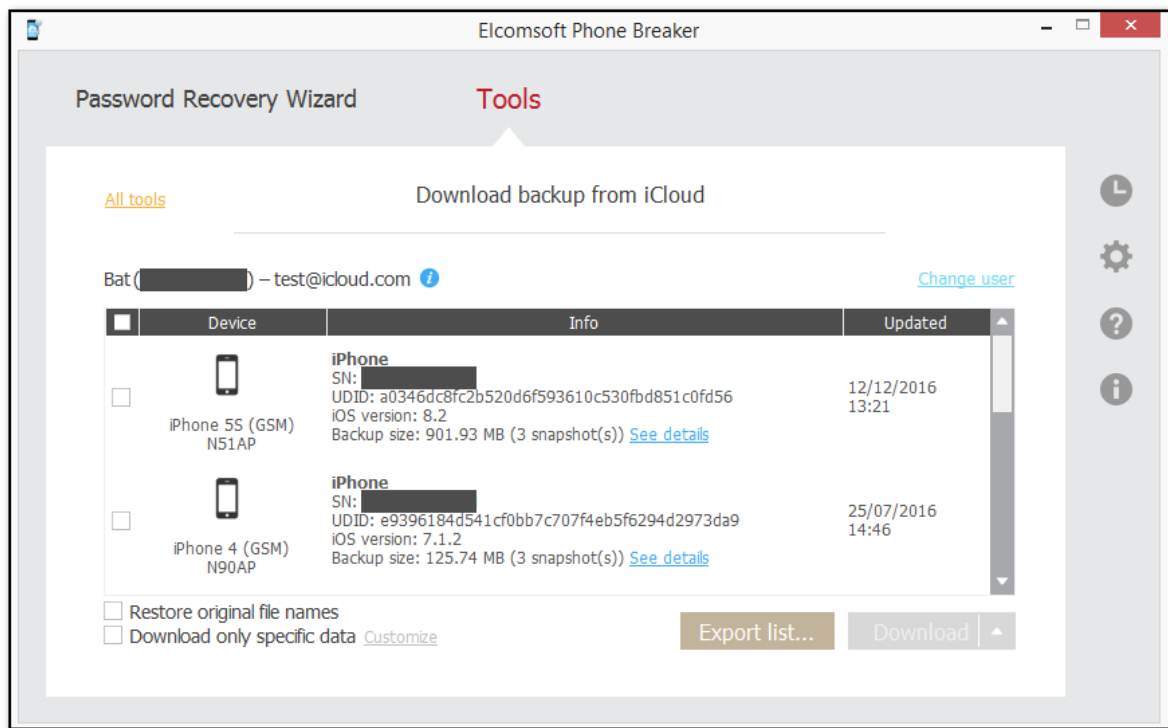 Elcomsoft Phone Breaker
Password Recovery Wizard
Tools
All tools
Download backup from iCloud
Bat ( ) – test@icloud.com
Change user
Device
Info
Updated
iPhone
SN:
UDID: a0346dc8fc2b520d6f593610c530fbd851c0fd56
iOS version: 8.2
Backup size: 901.93 MB (3 snapshot(s)) See details
iPhone 5S (GSM)
N51AP
12/12/2016
13:21
iPhone
SN:
UDID: e9396184d541cf0bb7c707f4eb5f6294d2973da9
iOS version: 7.1.2
Backup size: 125.74 MB (3 snapshot(s)) See details
iPhone 4 (GSM)
N90AP
25/07/2016
14:46
Restore original file names
Download only specific data Customize
Export list...
Download